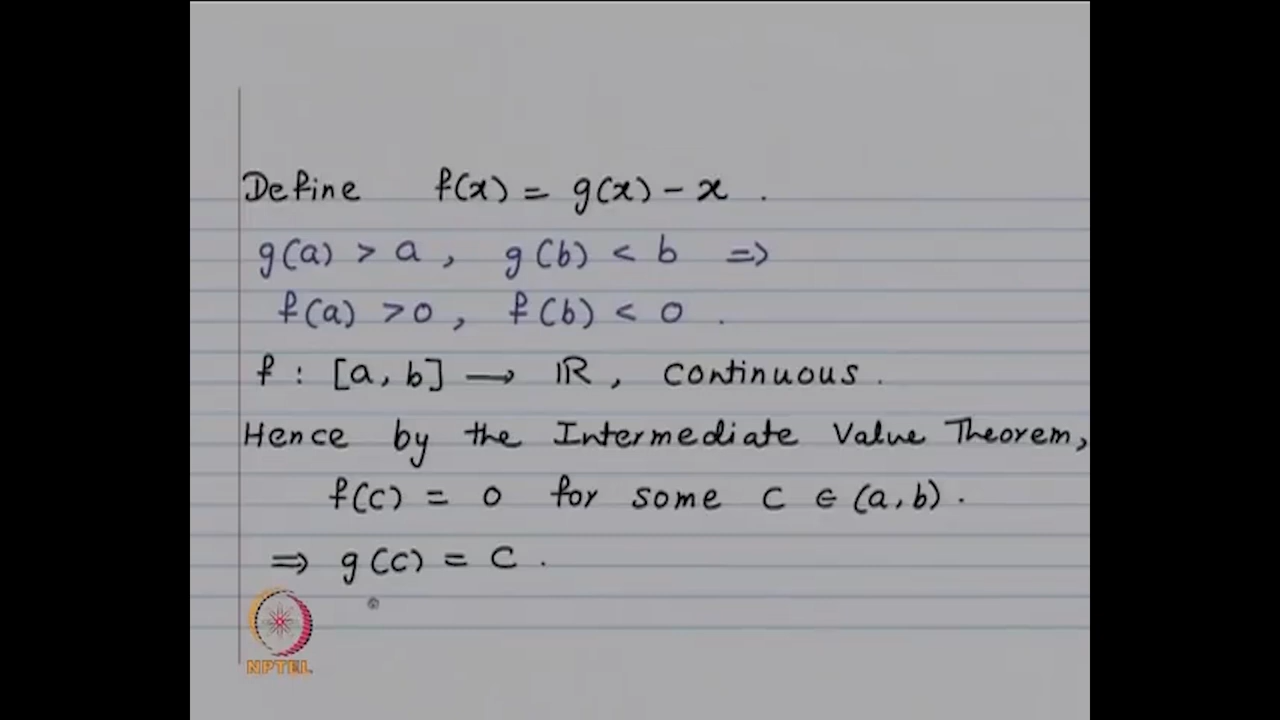 Define f(x) = g(x) - x .
g(a) > a , g(b) < b =>
f(a) > 0 , f(b) < 0 .
f : [a, b] ⟶ ℝ , continuous .
Hence by the Intermediate Value Theorem,
f(c) = 0 for some c ∈ (a, b) .
⟹ g(c) = c .
NPTEL